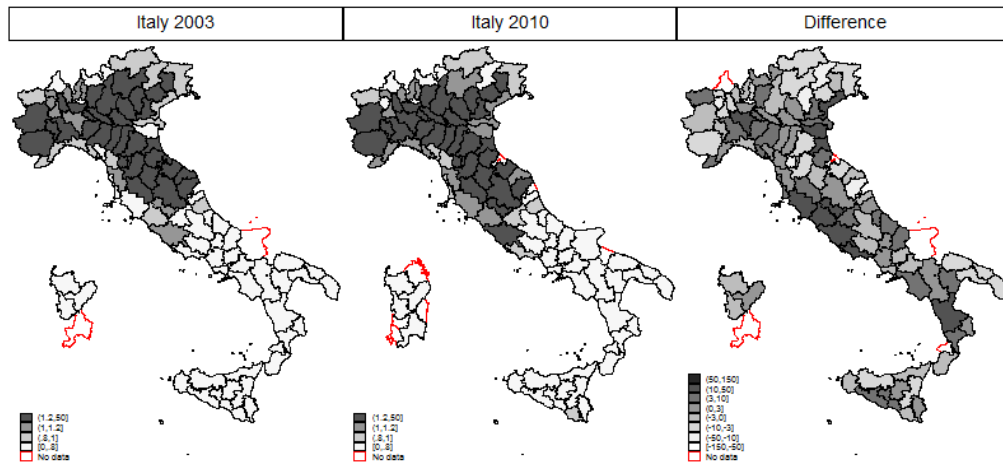 Italy 2003
Italy 2010
Difference
(1.2,50]
(1,1.2]
(.8,1]
[0,.8]
No data
(1.2,50]
(1,1.2]
(.8,1]
[0,.8]
No data
(50,150]
(10,50]
(3,10]
(0,3]
(-3,0]
(-10,-3]
(-50,-10]
[-150,-50]
No data